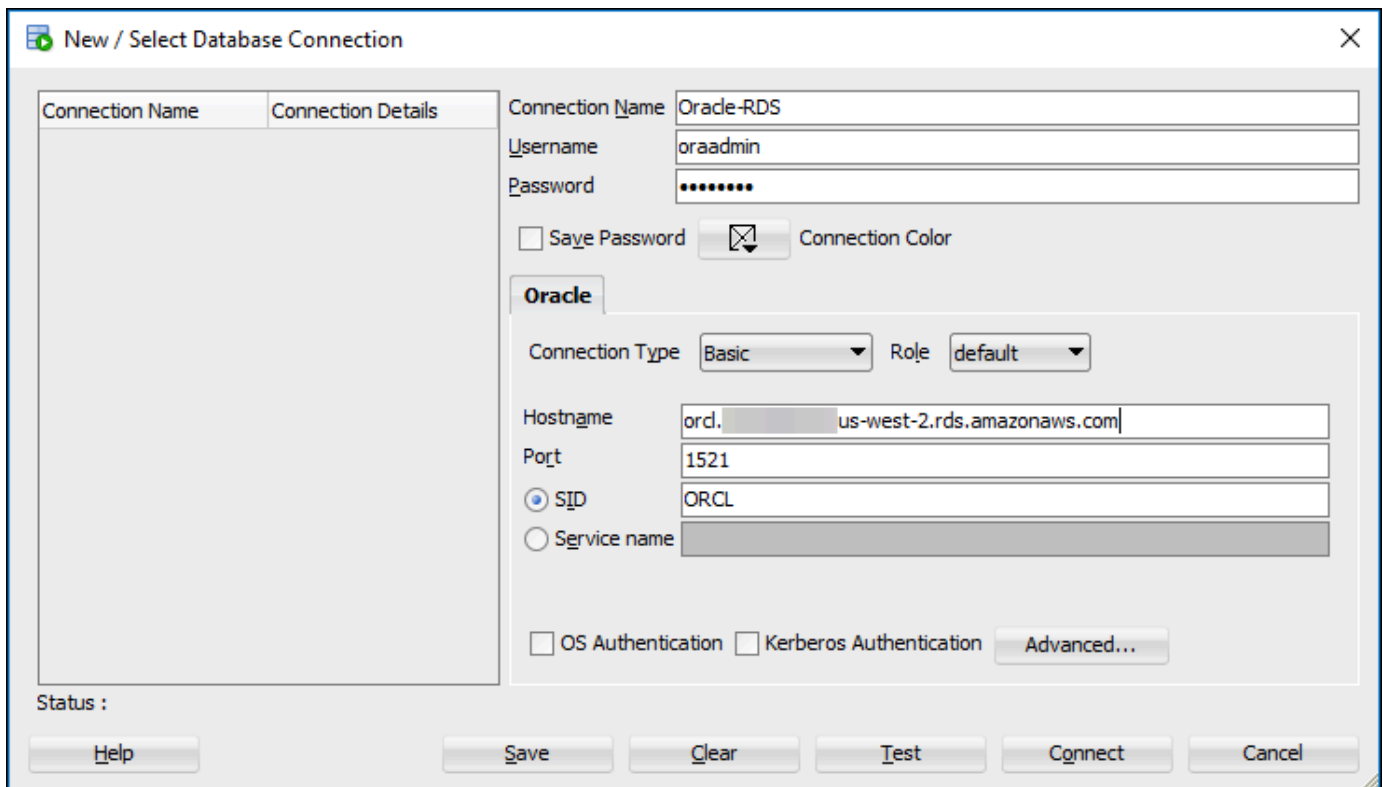 New / Select Database Connection
Connection Name Connection Details
Connection Name Oracle-RDS
Username oraadmin
Password ••••••••
Save Password Connection Color
Oracle
Connection Type Basic Role default
Hostname orcl. us-west-2.rds.amazonaws.com
Port 1521
SID ORCL
Service name
OS Authentication Kerberos Authentication Advanced...
Status :
Help Save Clear Test Connect Cancel